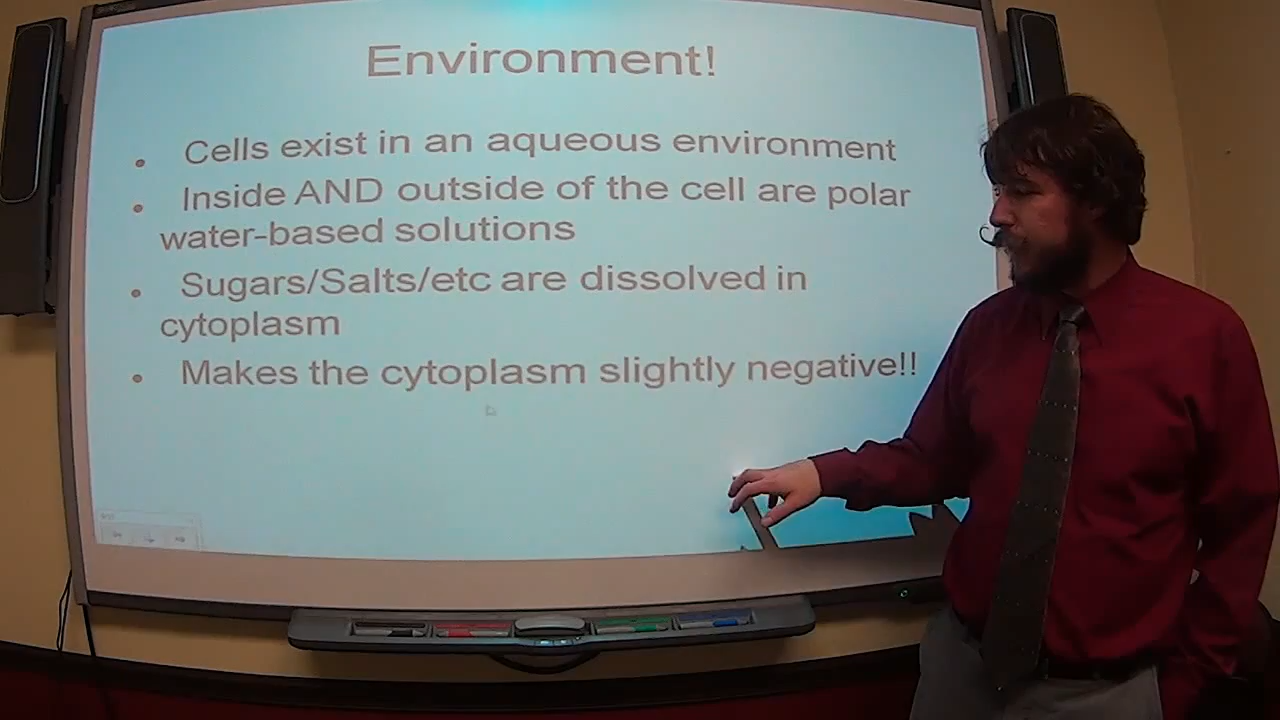 Environment!
Cells exist in an aqueous environment
Inside AND outside of the cell are polar
water-based solutions
Sugars/Salts/etc are dissolved in
cytoplasm
Makes the cytoplasm slightly negative!!